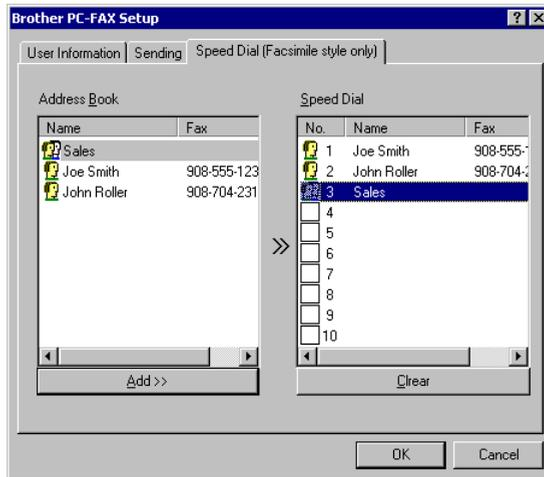 Brother PC-FAX Setup
User Information Sending Speed Dial (Facsimile style only)
Address Book
Name Fax
Sales
Joe Smith 908-555-123
John Roller 908-704-231
Add >>
Speed Dial
No. Name Fax
1 Joe Smith 908-555-
2 John Roller 908-704-2
3 Sales
4
5
6
7
8
9
10
Clrear
OK Cancel